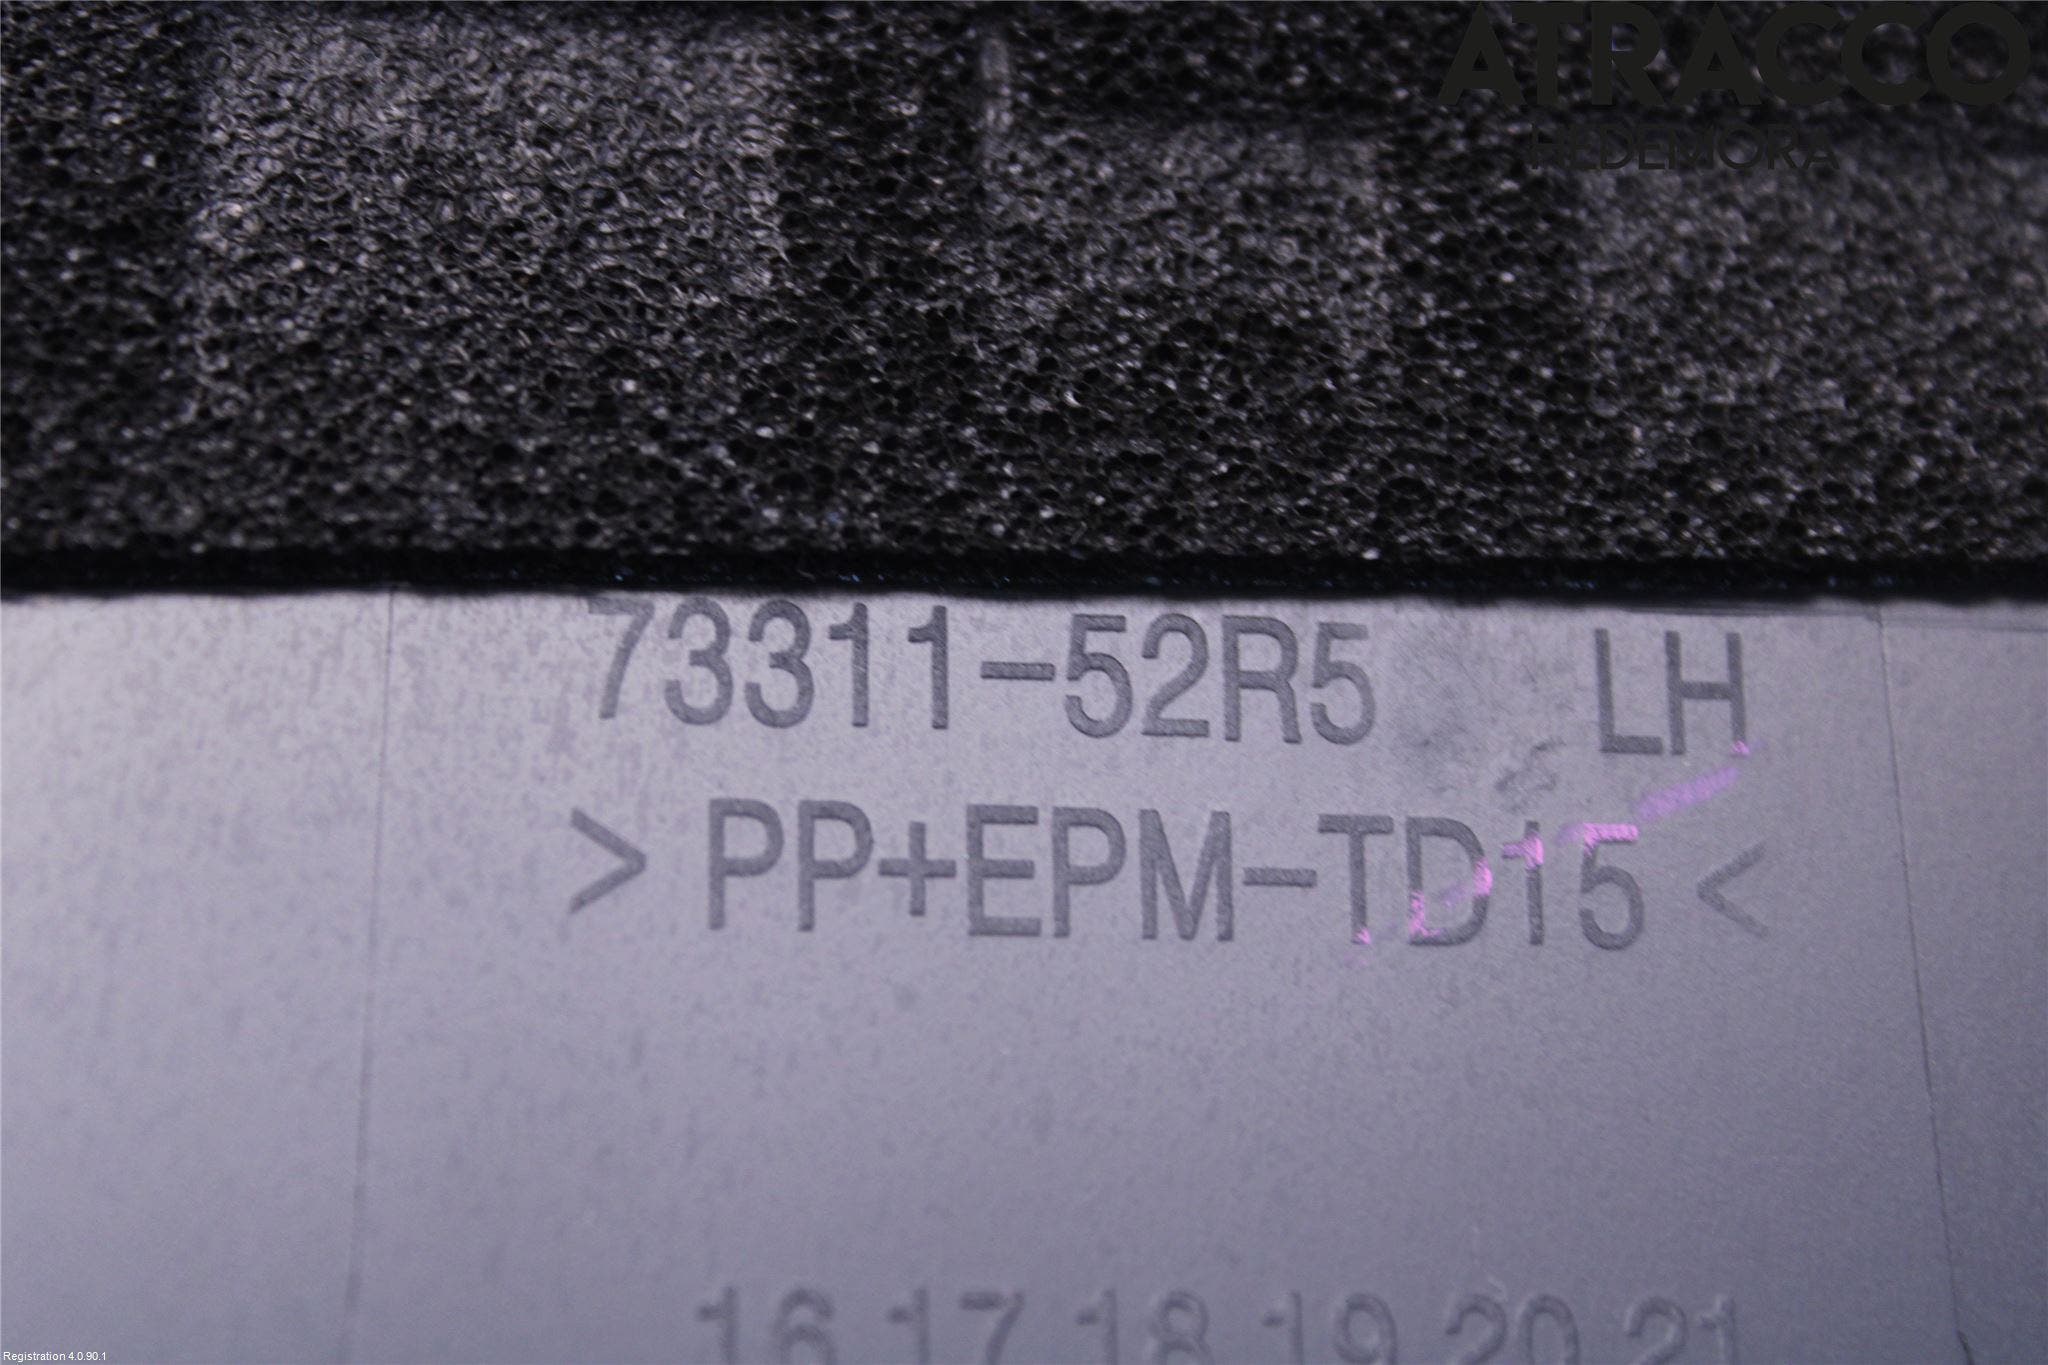 ATRACCO
HEDEMORA
73311-52R5 LH
>PP+EPM-TD15<
16 17 18 19 20 21
Registration 4.0.90.1